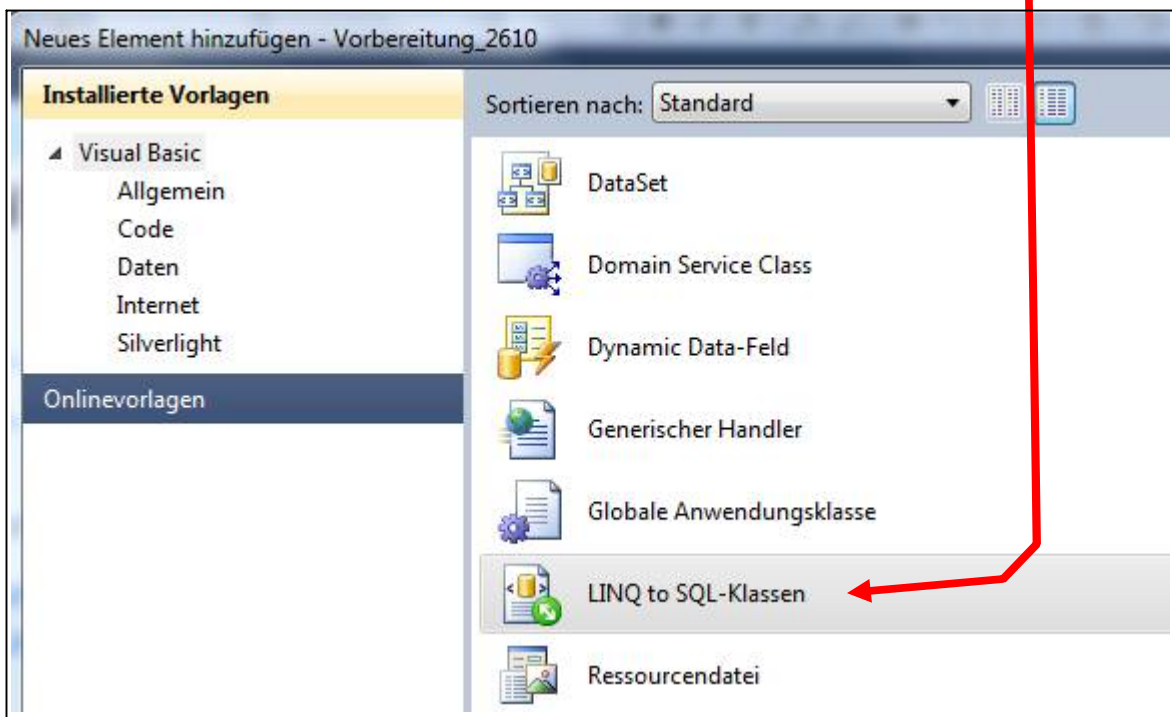 Neues Element hinzufügen - Vorbereitung_2610
Installierte Vorlagen
Visual Basic
Allgemein
Code
Daten
Internet
Silverlight
Onlinevorlagen
Sortieren nach: Standard
DataSet
Domain Service Class
Dynamic Data-Feld
Generischer Handler
Globale Anwendungsklasse
LINQ to SQL-Klassen
Ressourcendatei